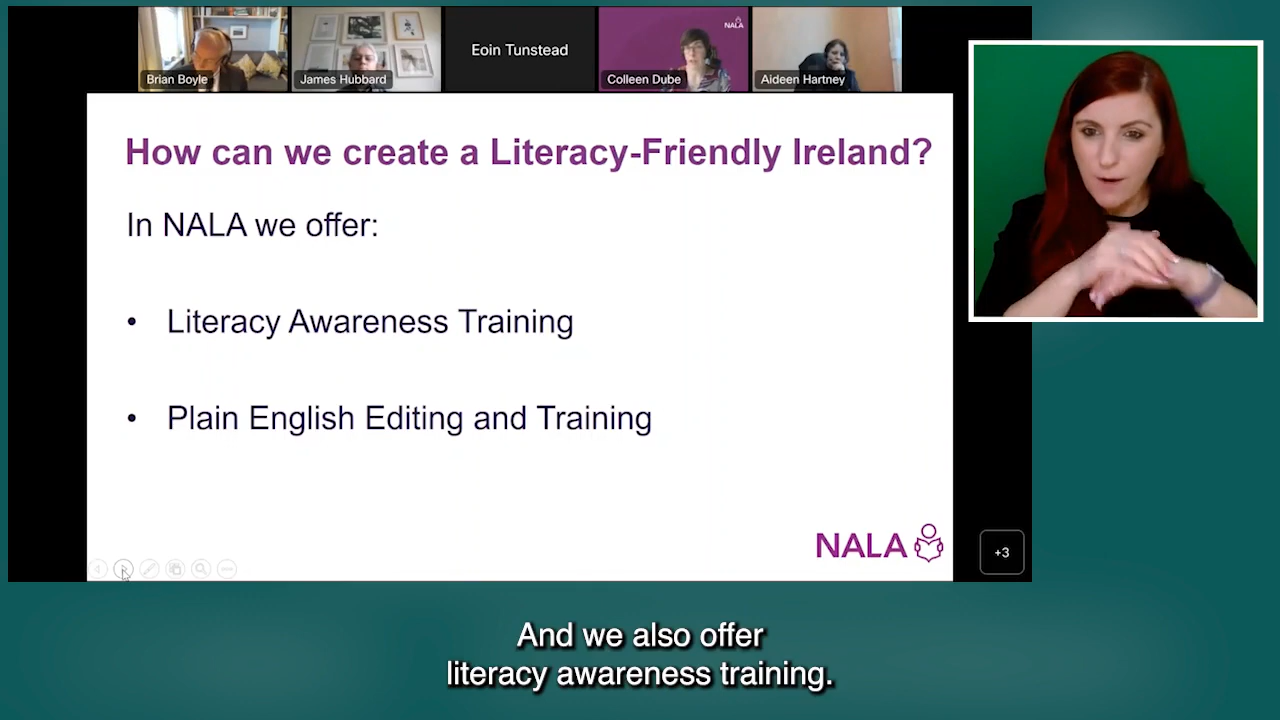 Brian Boyle
James Hubbard
Eoin Tunstead
NALA
Colleen Dube
Aideen Hartney
How can we create a Literacy-Friendly Ireland?
In NALA we offer:
• Literacy Awareness Training
• Plain English Editing and Training
NALA
+3
And we also offer
literacy awareness training.